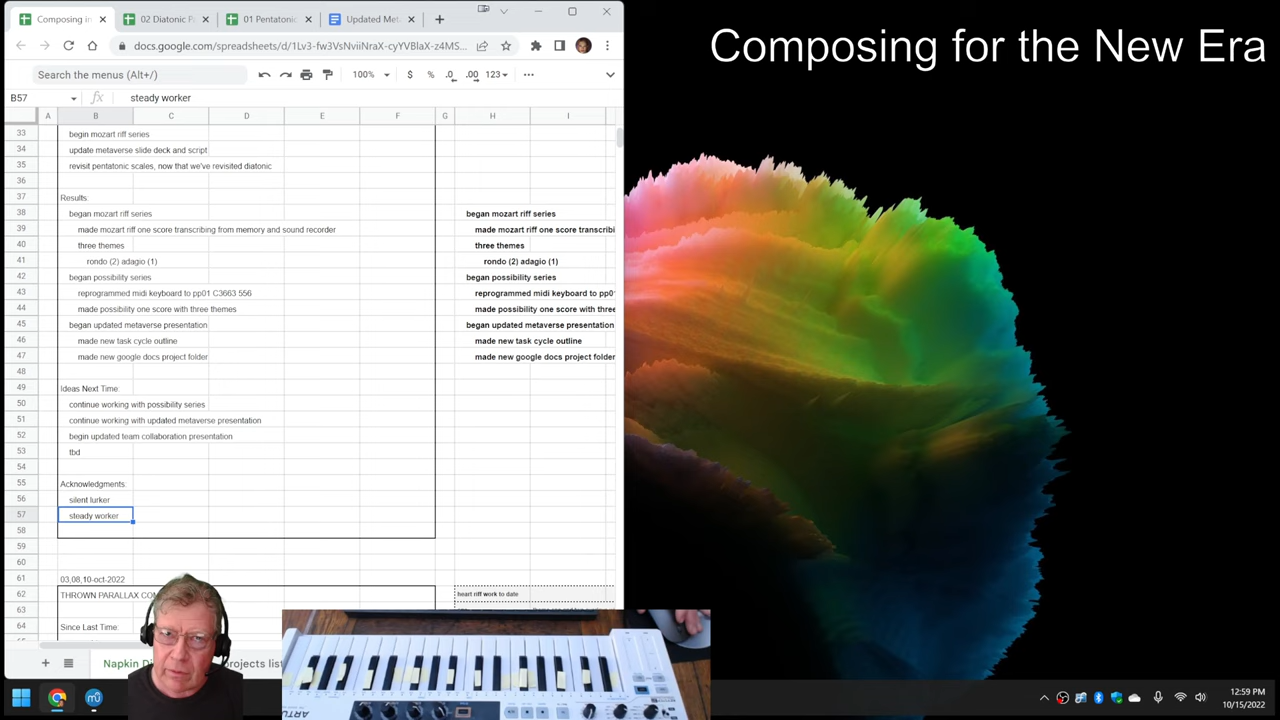 Composing in
02 Diatonic Pa
01 Pentatonic
Updated Met
Composing for the New Era
docs.google.com/spreadsheets/d/1Lv3-fw3VsNviiNraX-cyYVBlaX-z4MS...
Search the menus (Alt+/)
100%
$
%
.0
.00
123
B57
fx
steady worker
A B C D E F G H I
33 begin mozart riff series
34 update metaverse slide deck and script
35 revisit pentatonic scales, now that we've revisited diatonic
36
37 Results:
38 began mozart riff series began mozart riff series
39 made mozart riff one score transcribing from memory and sound recorder made mozart riff one score transcribi
40 three themes three themes
41 rondo (2) adagio (1) rondo (2) adagio (1)
42 began possibility series began possibility series
43 reprogrammed midi keyboard to pp01 C3663 556 reprogrammed midi keyboard to pp0
44 made possibility one score with three themes made possibility one score with three
45 began updated metaverse presentation began updated metaverse presentation
46 made new task cycle outline made new task cycle outline
47 made new google docs project folder made new google docs project folder
48
49 Ideas Next Time:
50 continue working with possibility series
51 continue working with updated metaverse presentation
52 begin updated team collaboration presentation
53 tbd
54
55 Acknowledgments:
56 silent lurker
57 steady worker
58
59
60
61 03,08,10-oct-2022
62 THROWN PARALLAX CO heart riff work to date
63
64 Since Last Time:
Napkin Di
projects list
ARTURIA
12:59 PM
10/15/2022